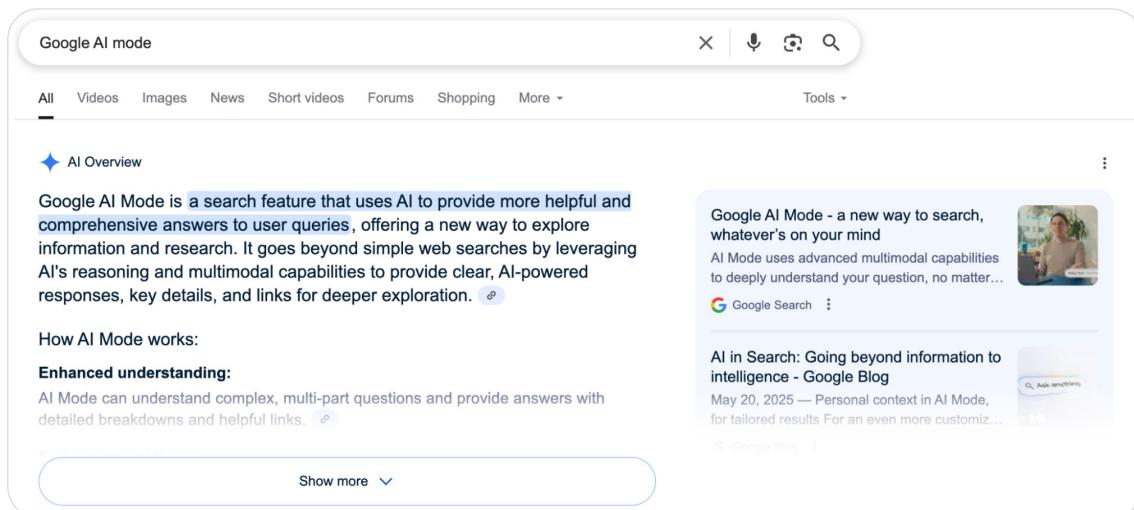 Google AI mode
All Videos Images News Short videos Forums Shopping More
Tools
AI Overview
Google AI Mode is a search feature that uses AI to provide more helpful and
comprehensive answers to user queries, offering a new way to explore
information and research. It goes beyond simple web searches by leveraging
AI's reasoning and multimodal capabilities to provide clear, AI-powered
responses, key details, and links for deeper exploration.
How AI Mode works:
Enhanced understanding:
AI Mode can understand complex, multi-part questions and provide answers with
detailed breakdowns and helpful links.
Show more
Google AI Mode - a new way to search,
whatever's on your mind
AI Mode uses advanced multimodal capabilities
to deeply understand your question, no matter...
Google Search
AI in Search: Going beyond information to
intelligence - Google Blog
May 20, 2025 — Personal context in AI Mode,
for tailored results For an even more customiz...
Ask anything
Google Blog